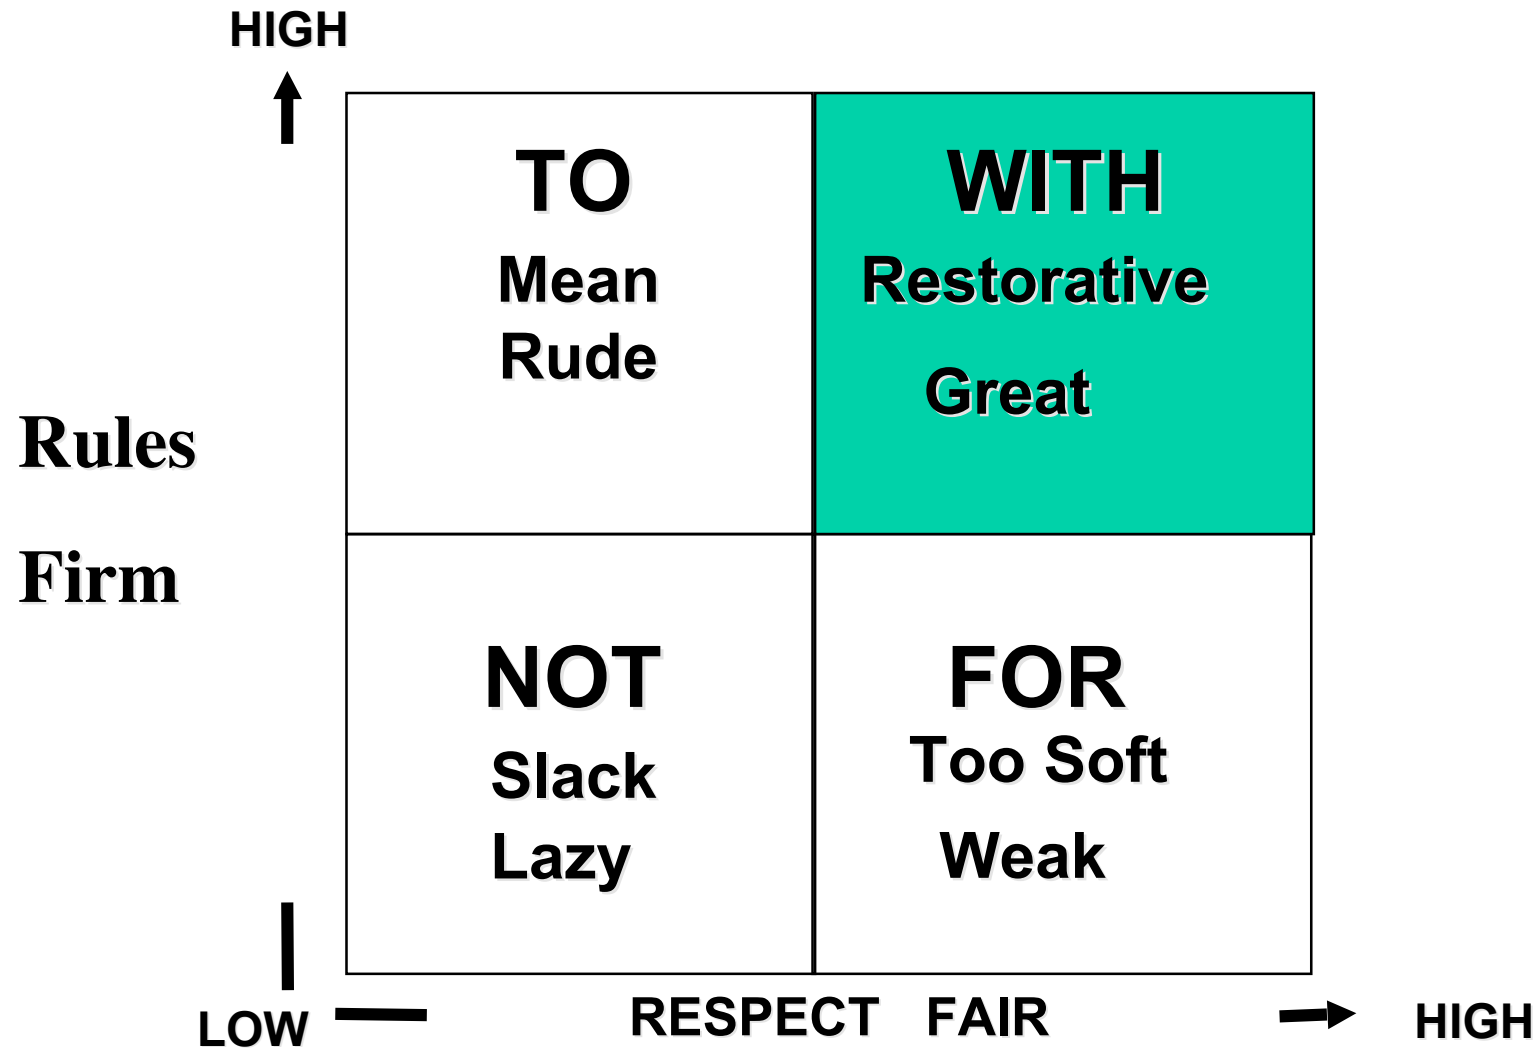 HIGH
TO
Mean
Rude
WITH
Restorative
Great
Rules
Firm
NOT
Slack
Lazy
FOR
Too Soft
Weak
LOW
RESPECT FAIR
HIGH